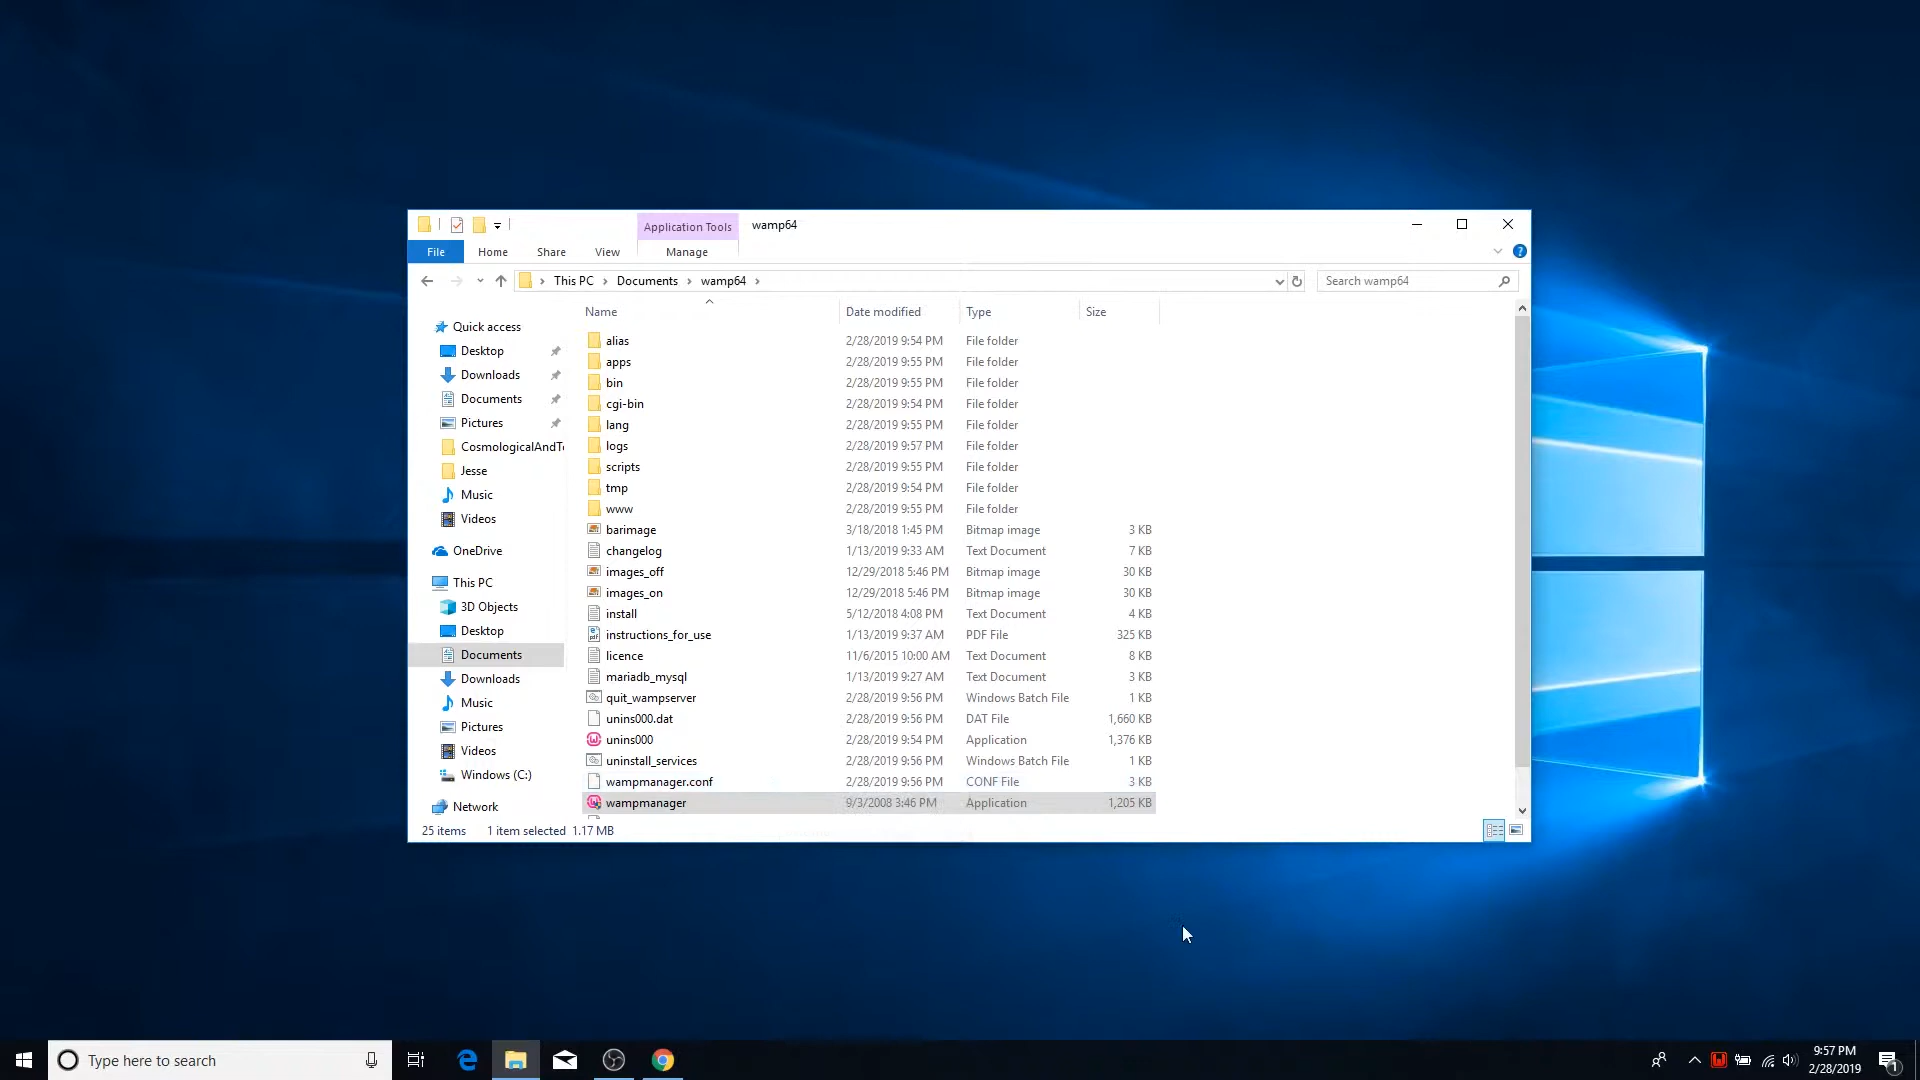 Application Tools wamp64
File Home Share View Manage
This PC Documents wamp64 Search wamp64
Name Date modified Type Size
Quick access
Desktop
Downloads
Documents
Pictures
CosmologicalAndT
Jesse
Music
Videos
OneDrive
This PC
3D Objects
Desktop
Documents
Downloads
Music
Pictures
Videos
Windows (C:)
Network
alias 2/28/2019 9:54 PM File folder
apps 2/28/2019 9:55 PM File folder
bin 2/28/2019 9:55 PM File folder
cgi-bin 2/28/2019 9:54 PM File folder
lang 2/28/2019 9:55 PM File folder
logs 2/28/2019 9:57 PM File folder
scripts 2/28/2019 9:55 PM File folder
tmp 2/28/2019 9:54 PM File folder
www 2/28/2019 9:55 PM File folder
barimage 3/18/2018 1:45 PM Bitmap image 3 KB
changelog 1/13/2019 9:33 AM Text Document 7 KB
images_off 12/29/2018 5:46 PM Bitmap image 30 KB
images_on 12/29/2018 5:46 PM Bitmap image 30 KB
install 5/12/2018 4:08 PM Text Document 4 KB
instructions_for_use 1/13/2019 9:37 AM PDF File 325 KB
licence 11/6/2015 10:00 AM Text Document 8 KB
mariadb_mysql 1/13/2019 9:27 AM Text Document 3 KB
quit_wampserver 2/28/2019 9:56 PM Windows Batch File 1 KB
unins000.dat 2/28/2019 9:56 PM DAT File 1,660 KB
unins000 2/28/2019 9:54 PM Application 1,376 KB
uninstall_services 2/28/2019 9:56 PM Windows Batch File 1 KB
wampmanager.conf 2/28/2019 9:56 PM CONF File 3 KB
wampmanager 9/3/2008 3:46 PM Application 1,205 KB
25 items 1 item selected 1.17 MB
Type here to search
9:57 PM
2/28/2019
1